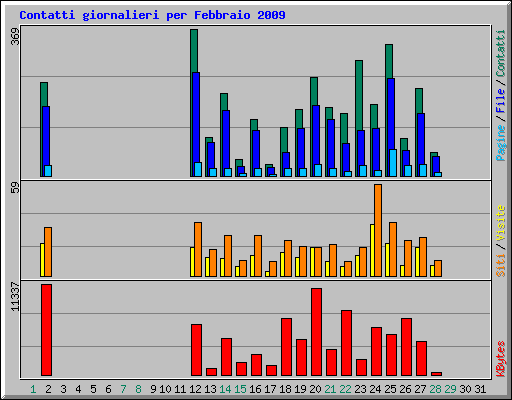 Contatti giornalieri per Febbraio 2009
369
Pagine / File / Contatti
59
Siti / Visite
11337
KBytes
1 2 3 4 5 6 7 8 9 10 11 12 13 14 15 16 17 18 19 20 21 22 23 24 25 26 27 28 29 30 31